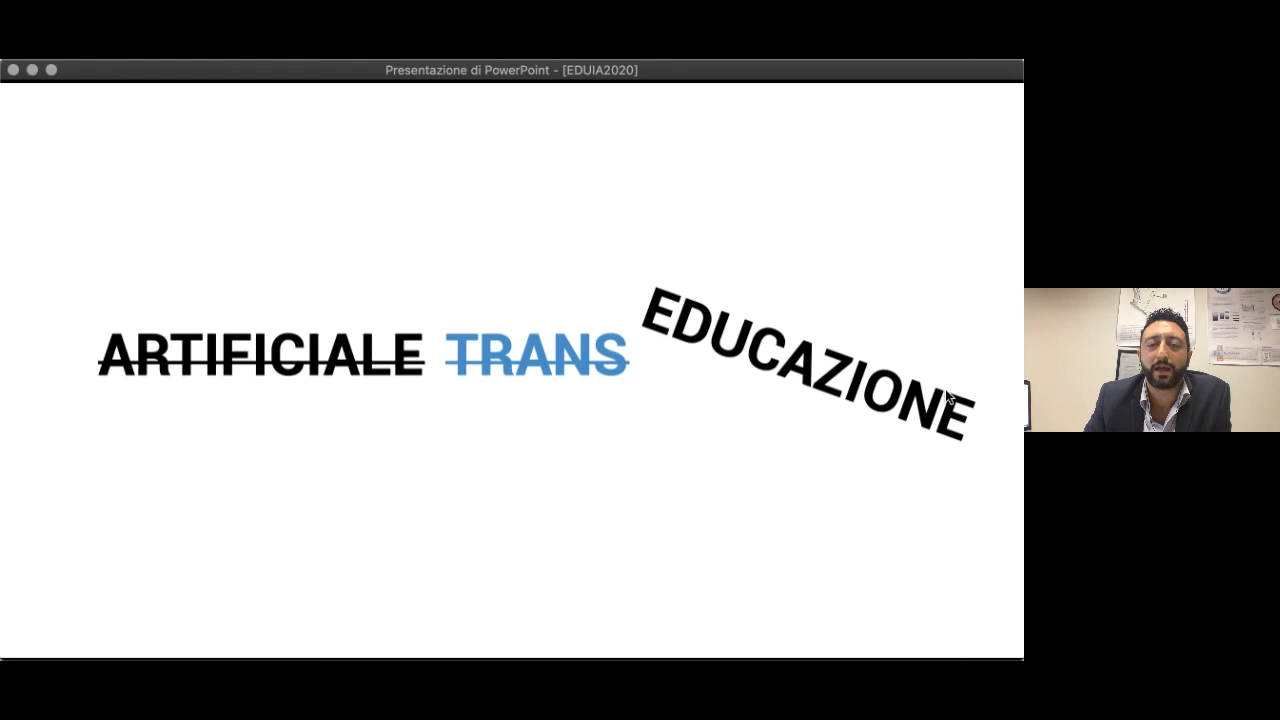 Presentazione di PowerPoint - [EDUIA2020]
ARTIFICIALE TRANS EDUCAZIONE